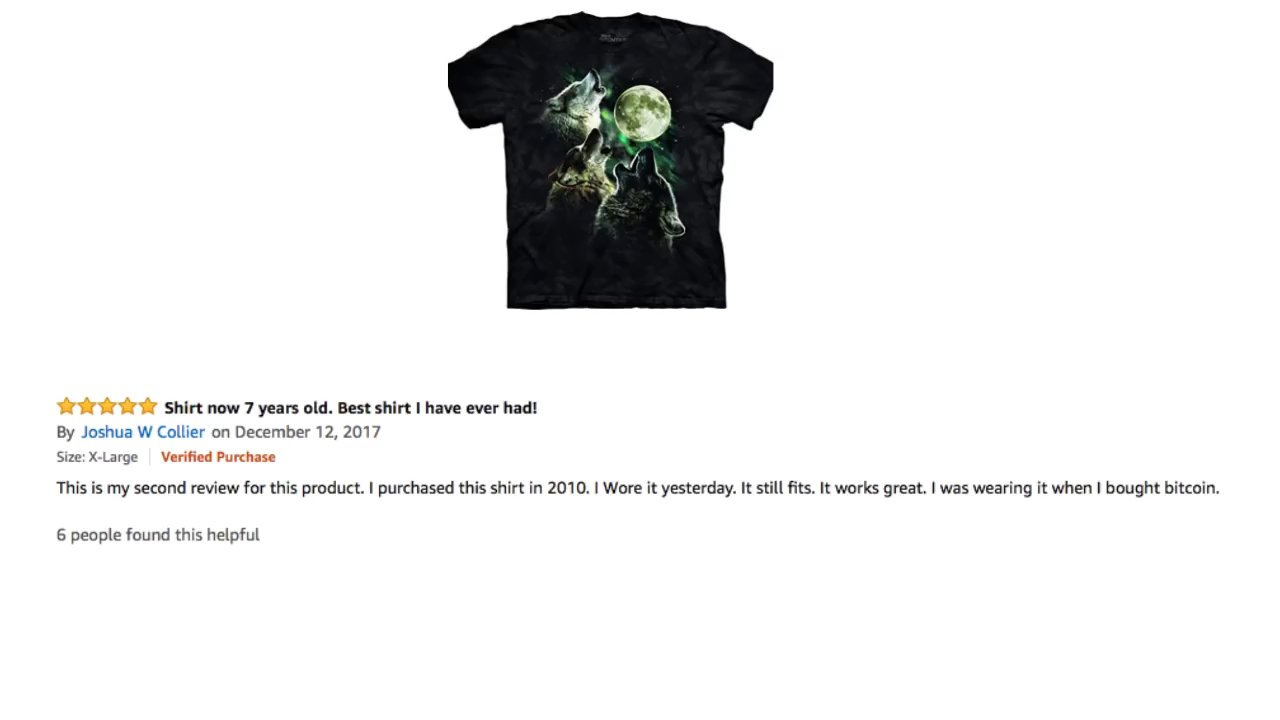 Shirt now 7 years old. Best shirt I have ever had!
By Joshua W Collier on December 12, 2017
Size: X-Large Verified Purchase
This is my second review for this product. I purchased this shirt in 2010. I Wore it yesterday. It still fits. It works great. I was wearing it when I bought bitcoin.
6 people found this helpful